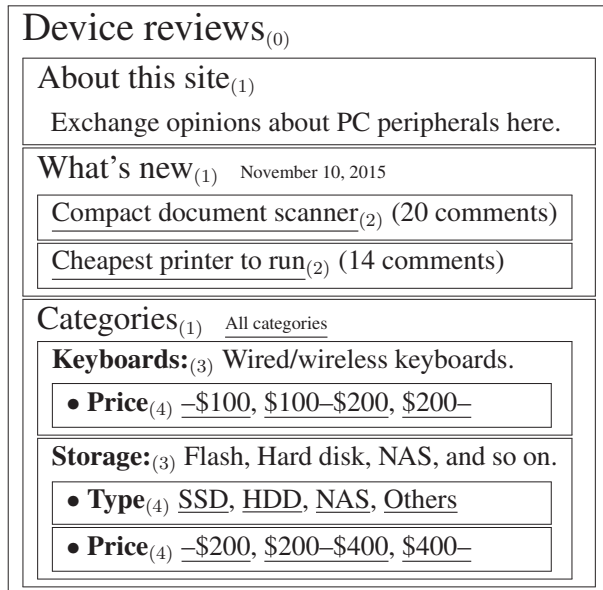 Device reviews(0)
About this site(1)
Exchange opinions about PC peripherals here.
What's new(1) November 10, 2015
Compact document scanner(2) (20 comments)
Cheapest printer to run(2) (14 comments)
Categories(1) All categories
Keyboards:(3) Wired/wireless keyboards.
• Price(4) –$100, $100–$200, $200–
Storage:(3) Flash, Hard disk, NAS, and so on.
• Type(4) SSD, HDD, NAS, Others
• Price(4) –$200, $200–$400, $400–